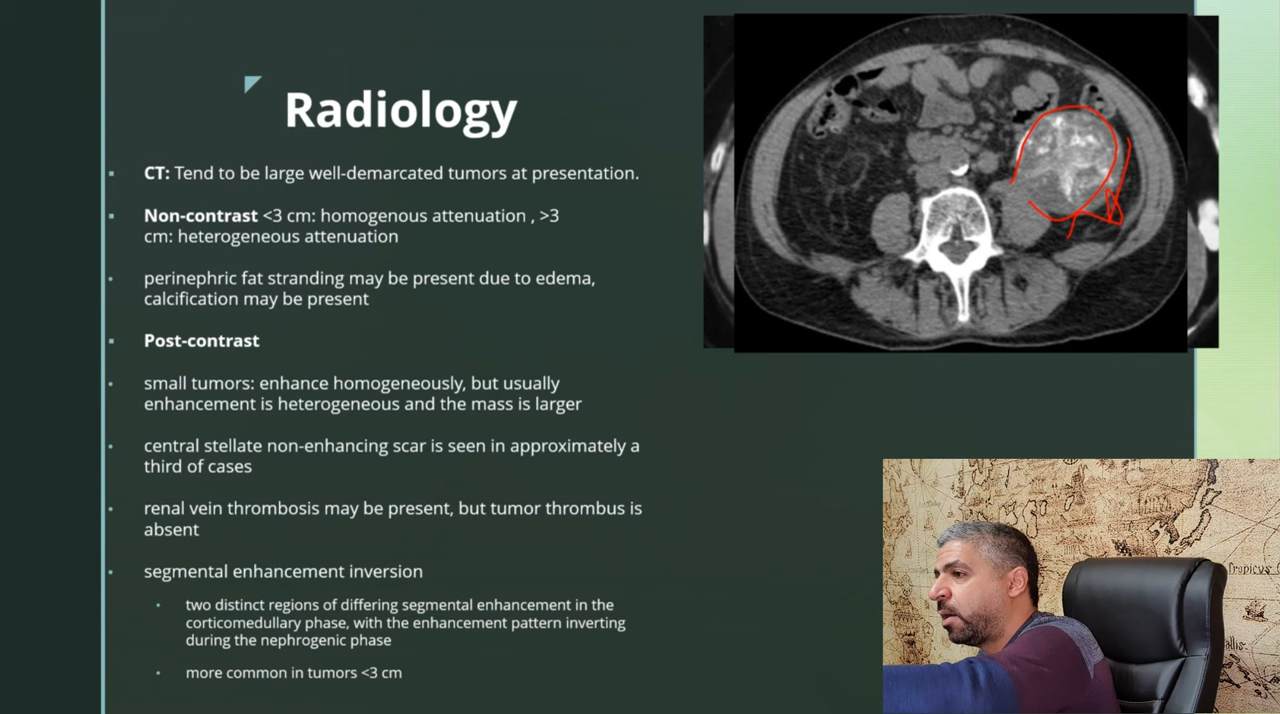 Radiology
CT: Tend to be large well-demarcated tumors at presentation.
Non-contrast <3 cm: homogenous attenuation , >3
cm: heterogeneous attenuation
perinephric fat stranding may be present due to edema,
calcification may be present
Post-contrast
small tumors: enhance homogeneously, but usually
enhancement is heterogeneous and the mass is larger
central stellate non-enhancing scar is seen in approximately a
third of cases
renal vein thrombosis may be present, but tumor thrombus is
absent
segmental enhancement inversion
two distinct regions of differing segmental enhancement in the
corticomedullary phase, with the enhancement pattern inverting
during the nephrogenic phase
more common in tumors <3 cm
Tropicus